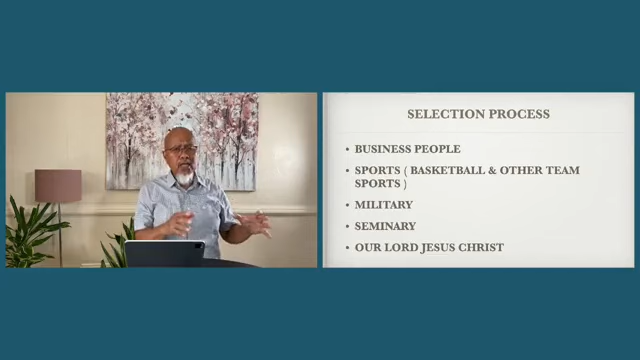 SELECTION PROCESS
• BUSINESS PEOPLE
• SPORTS ( BASKETBALL & OTHER TEAM
SPORTS )
• MILITARY
• SEMINARY
• OUR LORD JESUS CHRIST